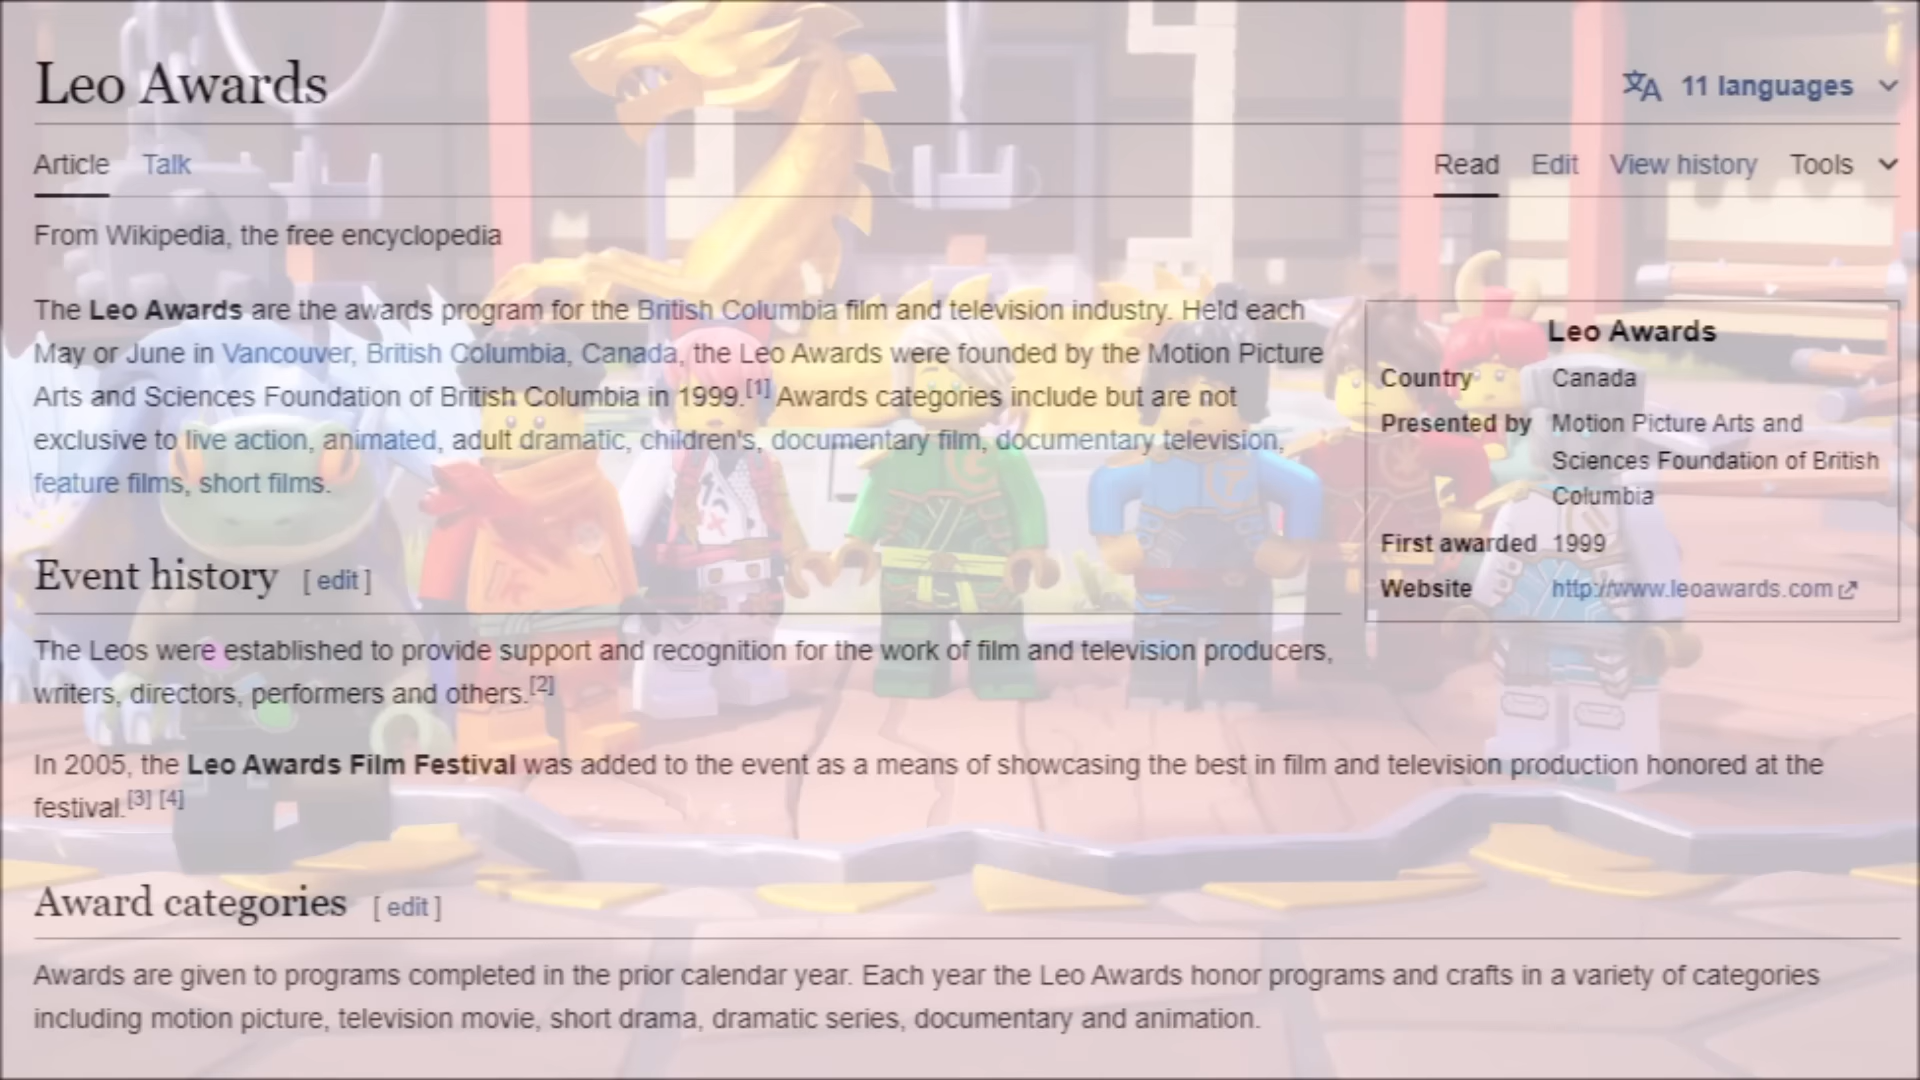 Leo Awards
11 languages
Article Talk
Read Edit View history Tools
From Wikipedia, the free encyclopedia
The Leo Awards are the awards program for the British Columbia film and television industry. Held each
May or June in Vancouver, British Columbia, Canada, the Leo Awards were founded by the Motion Picture
Arts and Sciences Foundation of British Columbia in 1999.[1] Awards categories include but are not
exclusive to live action, animated, adult dramatic, children's, documentary film, documentary television,
feature films, short films.
Leo Awards
Country Canada
Presented by Motion Picture Arts and
Sciences Foundation of British
Columbia
First awarded 1999
Website http://www.leoawards.com
Event history [ edit ]
The Leos were established to provide support and recognition for the work of film and television producers,
writers, directors, performers and others.[2]
In 2005, the Leo Awards Film Festival was added to the event as a means of showcasing the best in film and television production honored at the
festival.[3] [4]
Award categories [ edit ]
Awards are given to programs completed in the prior calendar year. Each year the Leo Awards honor programs and crafts in a variety of categories
including motion picture, television movie, short drama, dramatic series, documentary and animation.